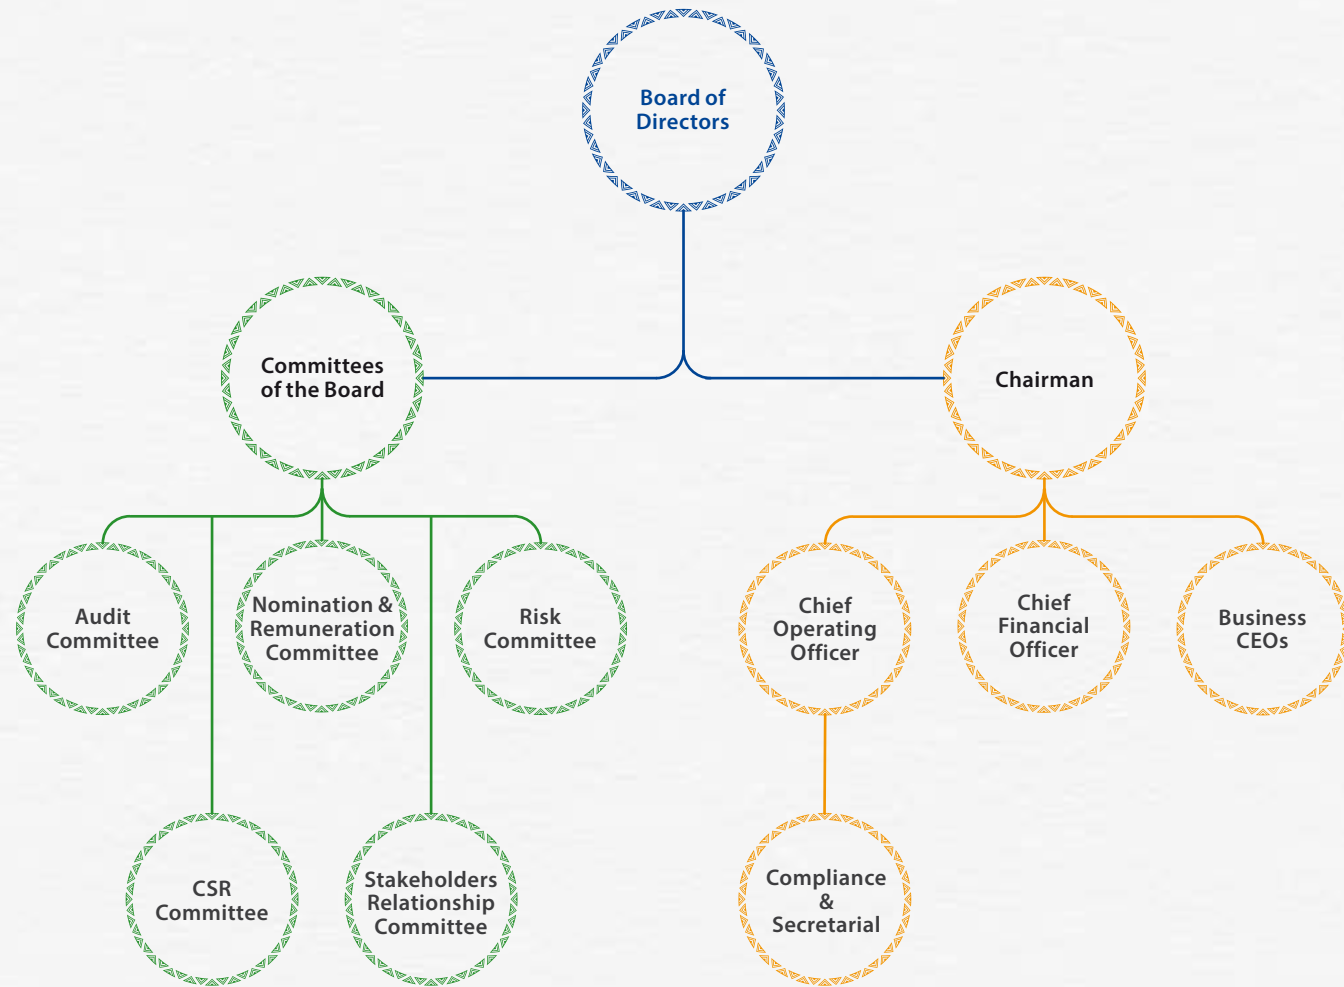 Board of
Directors
Committees
of the Board
Chairman
Audit
Committee
Nomination &
Remuneration
Committee
Risk
Committee
Chief
Operating
Officer
Chief
Financial
Officer
Business
CEOs
CSR
Committee
Stakeholders
Relationship
Committee
Compliance
&
Secretarial